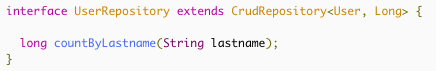 interface UserRepository extends CrudRepository<User, Long> {
long countByLastname(String lastname);
}